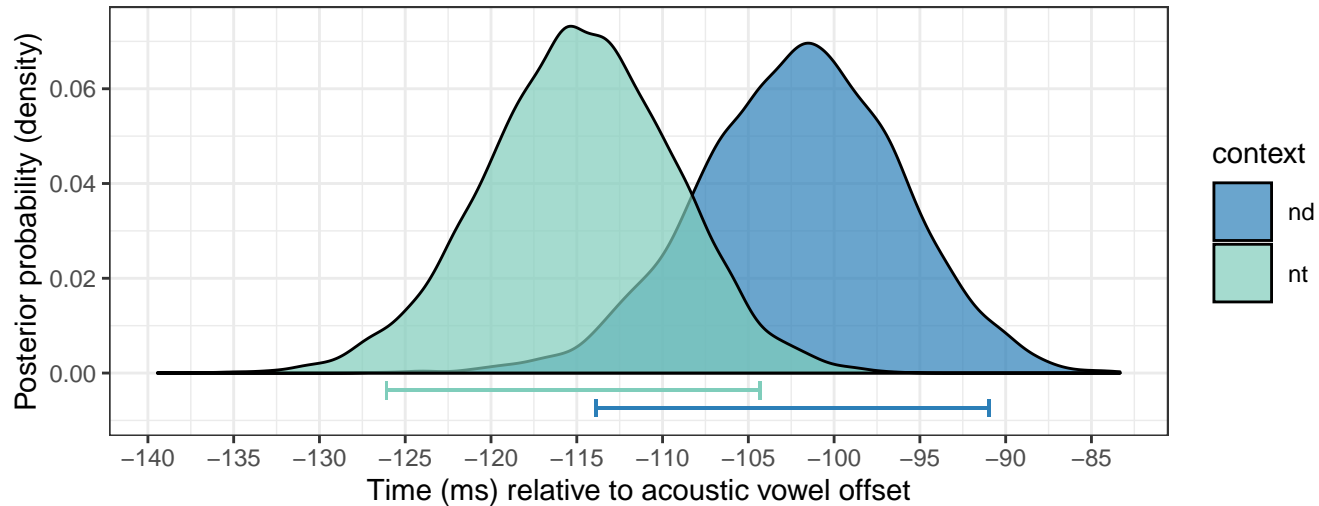 Posterior probability (density)
0.06
0.04
0.02
0.00
−140 −135 −130 −125 −120 −115 −110 −105 −100 −95 −90 −85
Time (ms) relative to acoustic vowel offset
context
nd
nt